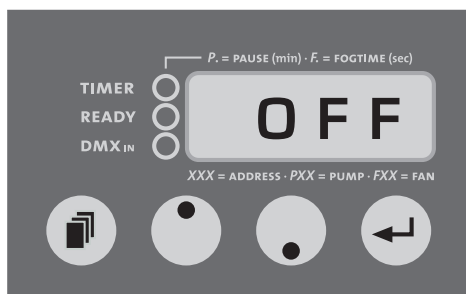 P. = PAUSE (min) · F. = FOGTIME (sec)
TIMER
READY
DMX IN
OFF
XXX = ADDRESS · PXX = PUMP · FXX = FAN